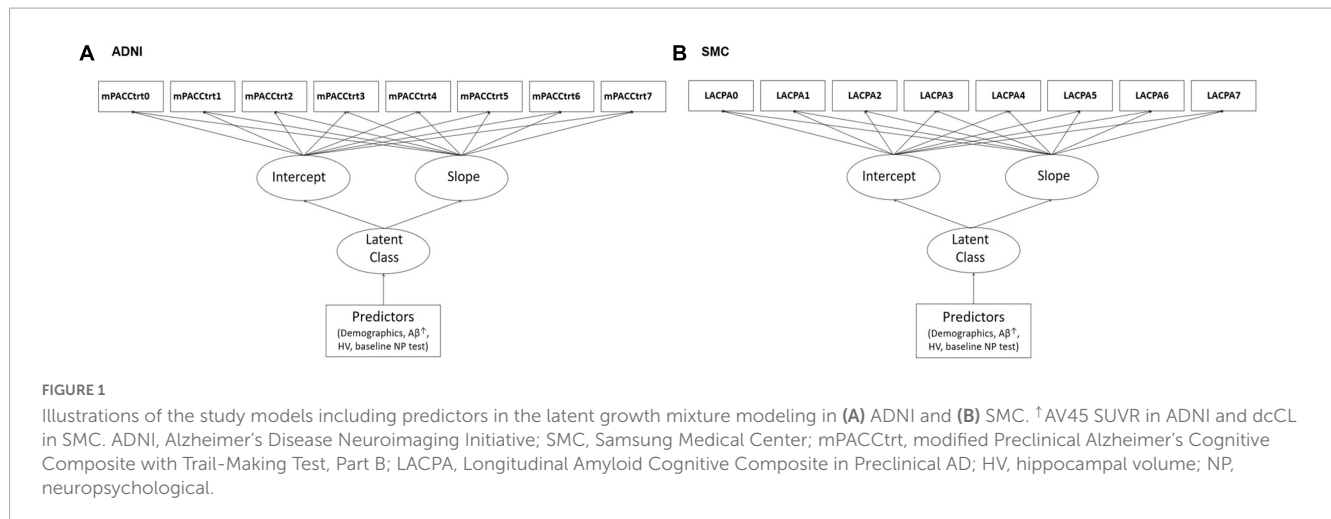 A ADNI
mPACCtrt0 mPACCtrt1 mPACCtrt2 mPACCtrt3 mPACCtrt4 mPACCtrt5 mPACCtrt6 mPACCtrt7
Intercept Slope
Latent
Class
Predictors
(Demographics, Aβ↑,
HV, baseline NP test)
B SMC
LACPA0 LACPA1 LACPA2 LACPA3 LACPA4 LACPA5 LACPA6 LACPA7
Intercept Slope
Latent
Class
Predictors
(Demographics, Aβ↑,
HV, baseline NP test)
FIGURE 1
Illustrations of the study models including predictors in the latent growth mixture modeling in (A) ADNI and (B) SMC. ↑AV45 SUVR in ADNI and dcCL
in SMC. ADNI, Alzheimer’s Disease Neuroimaging Initiative; SMC, Samsung Medical Center; mPACCtrt, modified Preclinical Alzheimer’s Cognitive
Composite with Trail-Making Test, Part B; LACPA, Longitudinal Amyloid Cognitive Composite in Preclinical AD; HV, hippocampal volume; NP,
neuropsychological.